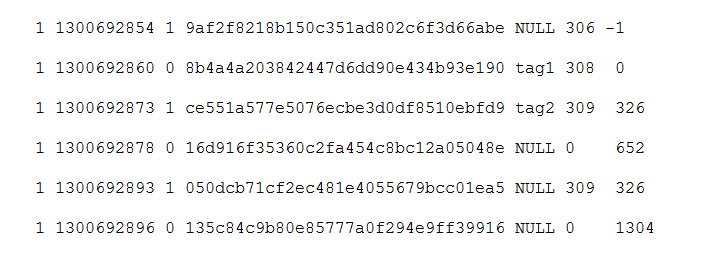 1 1300692854 1 9af2f8218b150c351ad802c6f3d66abe NULL 306 -1
1 1300692860 0 8b4a4a203842447d6dd90e434b93e190 tag1 308 0
1 1300692873 1 ce551a577e5076ecbe3d0df8510ebfd9 tag2 309 326
1 1300692878 0 16d916f35360c2fa454c8bc12a05048e NULL 0 652
1 1300692893 1 050dcb71cf2ec481e4055679bcc01ea5 NULL 309 326
1 1300692896 0 135c84c9b80e85777a0f294e9ff39916 NULL 0 1304